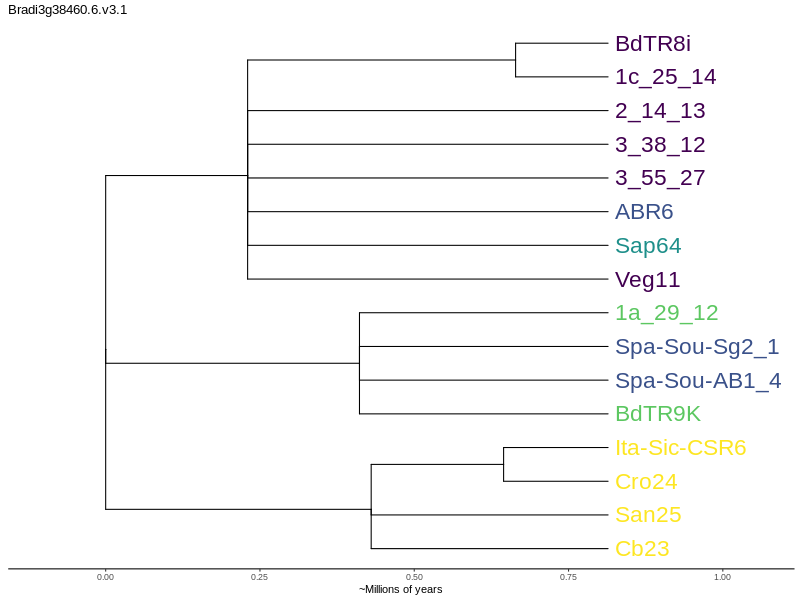 Bradi3g38460.6.v3.1
BdTR8i
1c_25_14
2_14_13
3_38_12
3_55_27
ABR6
Sap64
Veg11
1a_29_12
Spa-Sou-Sg2_1
Spa-Sou-AB1_4
BdTR9K
Ita-Sic-CSR6
Cro24
San25
Cb23
0.00 0.25 0.50 0.75 1.00
~Millions of years